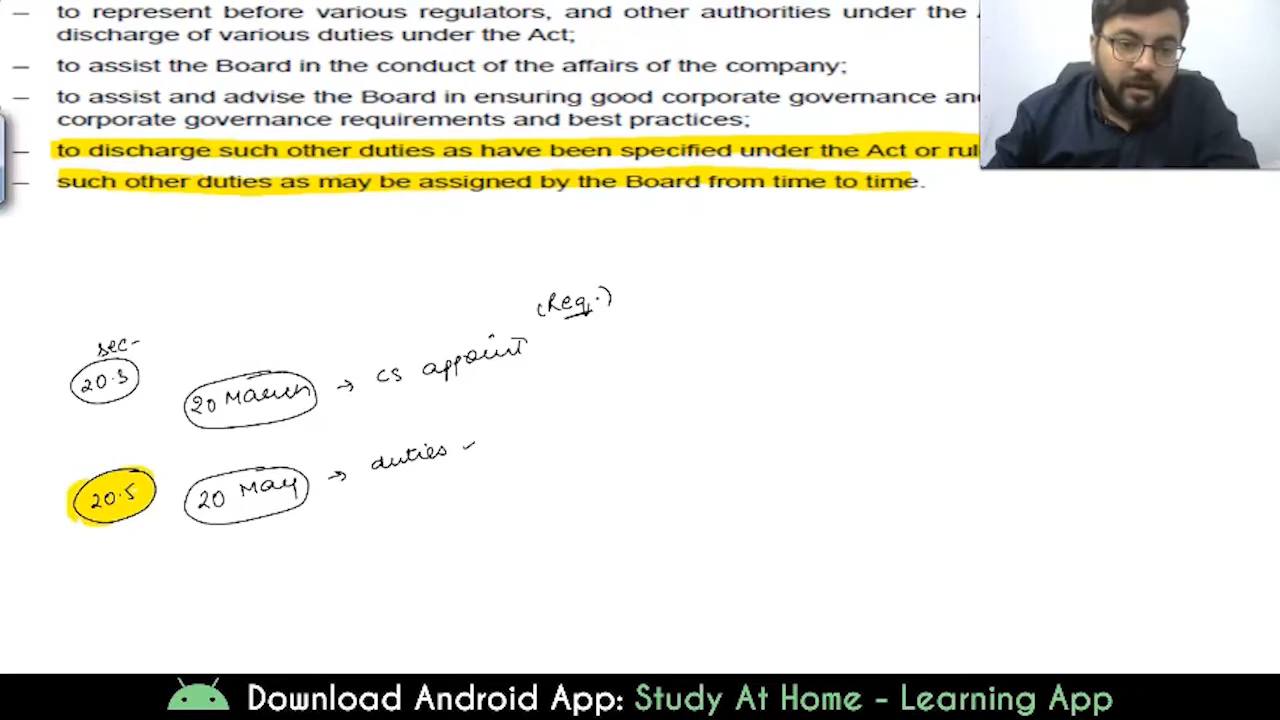 – to represent before various regulators, and other authorities under the
discharge of various duties under the Act;
– to assist the Board in the conduct of the affairs of the company;
– to assist and advise the Board in ensuring good corporate governance an
corporate governance requirements and best practices;
– to discharge such other duties as have been specified under the Act or rul
– such other duties as may be assigned by the Board from time to time.
(Req.)
sec-
20.3 20 March → cs appoint
20.5 20 May → duties
Download Android App: Study At Home - Learning App